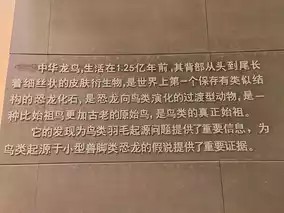 中华龙鸟,生活在1.25亿年前,其背部从头到尾长
着细丝状的皮肤衍生物,是世界上第一个保存有类似结
构的恐龙化石,是恐龙向鸟类演化的过渡型动物,是一
种比始祖鸟更加古老的原始鸟,是鸟类的真正始祖。
它的发现为鸟类羽毛起源问题提供了重要信息,为
鸟类起源于小型兽脚类恐龙的假说提供了重要证据。